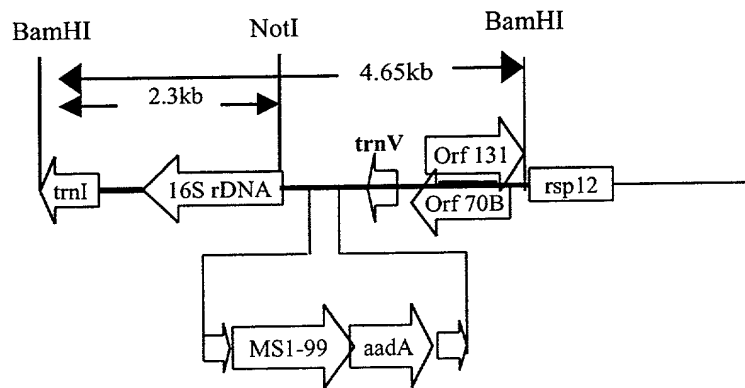 BamHI
NotI
BamHI
4.65kb
2.3kb
trnV
Orf 131
trnI
16S rDNA
Orf 70B
rsp12
MS1-99
aadA